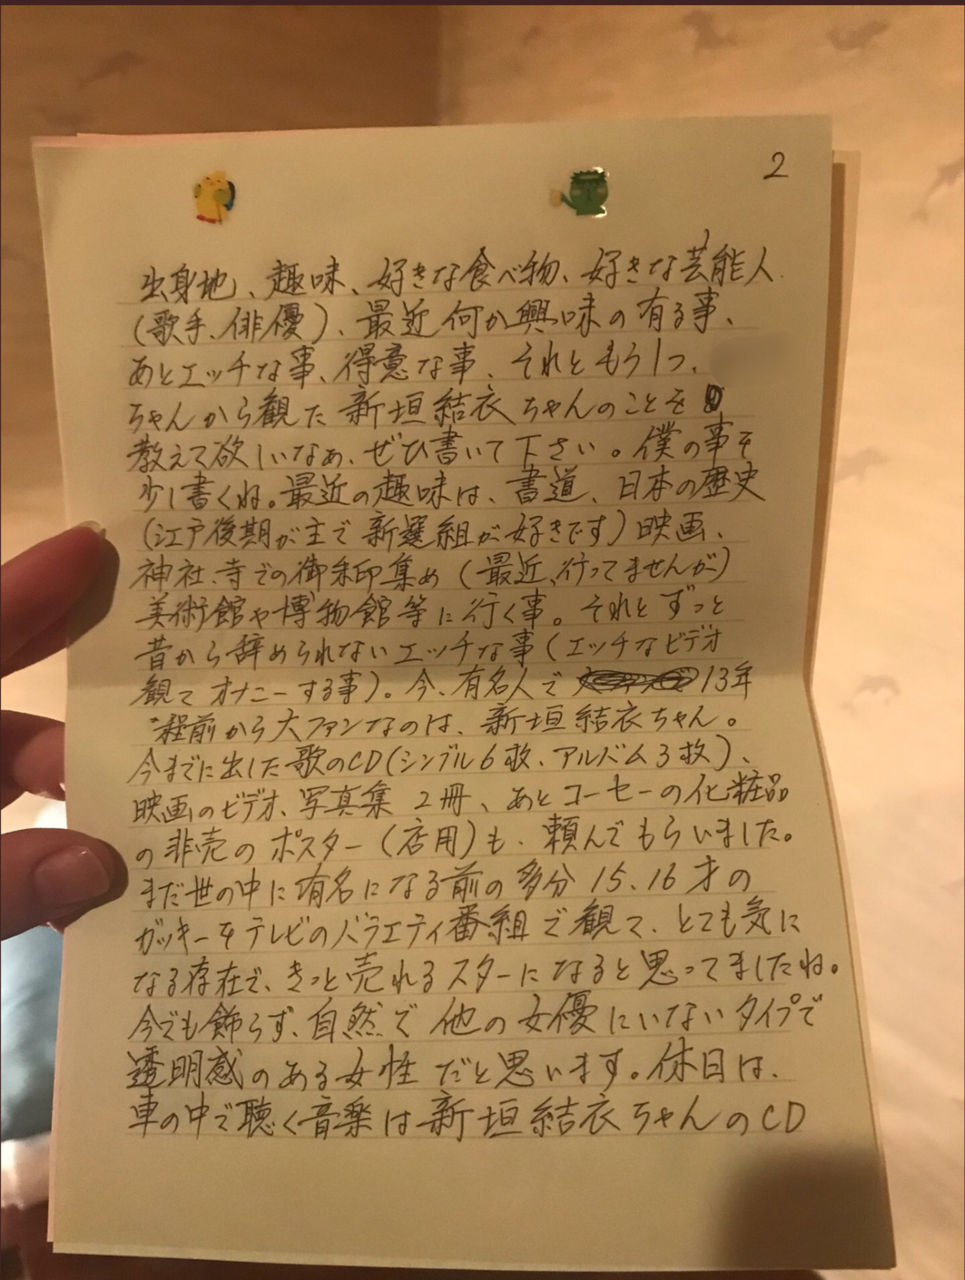 2
出身地、趣味、好きな食べ物、好きな芸能人
(歌手、俳優)、最近何か興味の有る事、
あとエッチな事、得意な事、それともう1つ、
ちゃんから観た新垣結衣ちゃんのことを
教えて欲しいなぁ、ぜひ書いて下さい。僕の事を
少し書くね。最近の趣味は、書道、日本の歴史
(江戸後期が主で新選組が好きです)映画、
神社、寺での御朱印集め(最近、行ってませんが)
美術館や博物館等に行く事。それとずっと
昔から辞められないエッチな事(エッチなビデオ
観てオナニーする事)。今、有名人で 13年
程前から大ファンなのは、新垣結衣ちゃん。
今までに出した歌のCD(シングル6枚、アルバム3枚)、
映画のビデオ、写真集2冊、あとコーセーの化粧品
の非売のポスター(店用)も、頼んでもらいました。
まだ世の中に有名になる前の多分15、16才の
ガッキーをテレビのバラエティ番組で観て、とても気に
なる存在で、きっと売れるスターになると思ってましたね。
今でも飾らず、自然で他の女優にいないタイプで
透明感のある女性だと思います。休日は、
車の中で聴く音楽は新垣結衣ちゃんのCD